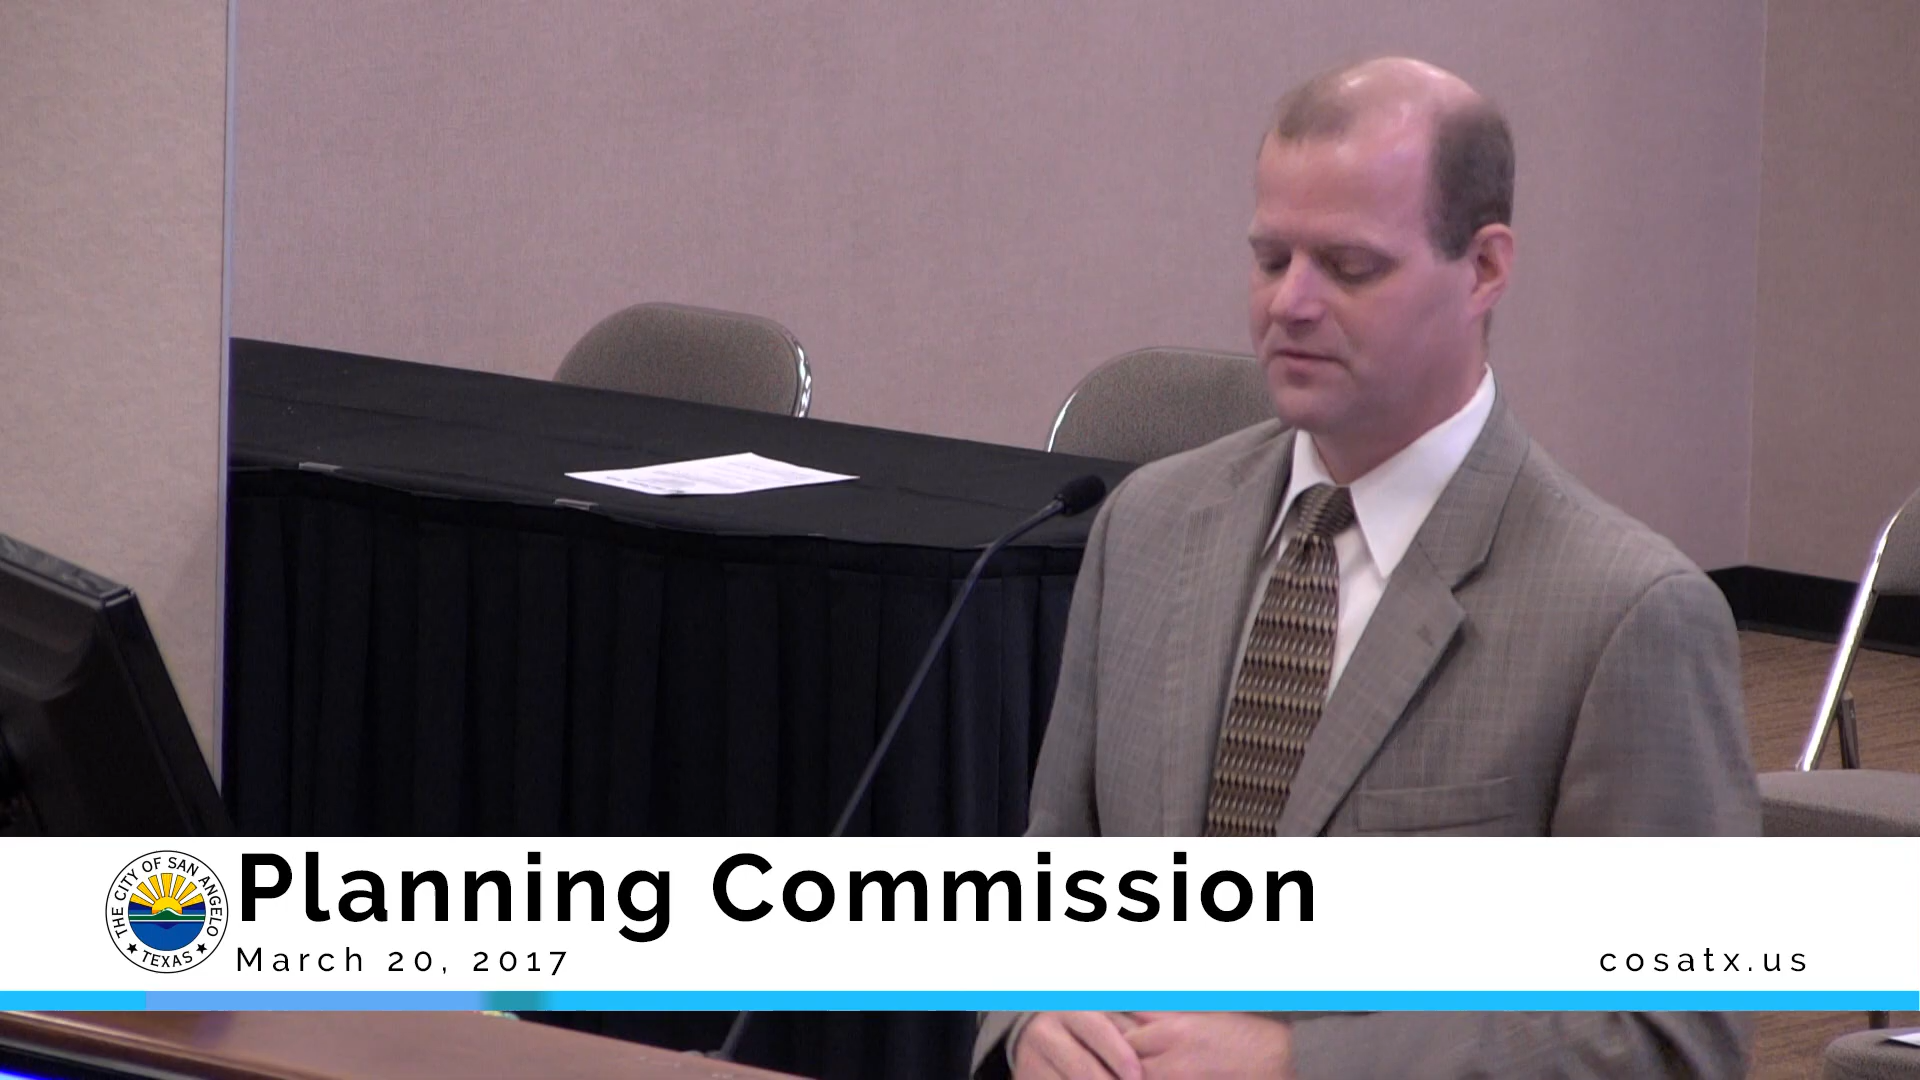 THE CITY OF SAN ANGELO
TEXAS
Planning Commission
March 20, 2017
cosatx.us